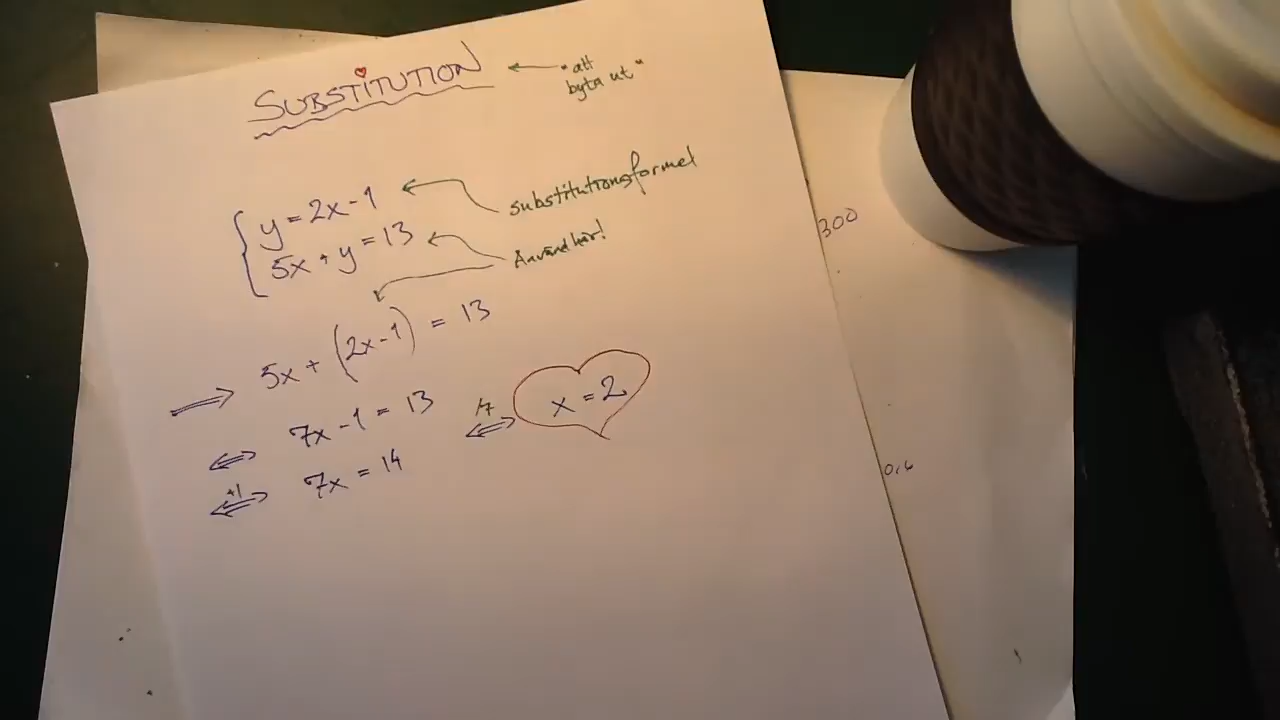 SUBSTITUTION
"att
byta ut"
y = 2x - 1
substitutionsformel
5x + y = 13
Använd här!
300
⇒ 5x + (2x - 1) = 13
⇔ 7x - 1 = 13
+1
⇔ 7x = 14
/7
⇔ x = 2